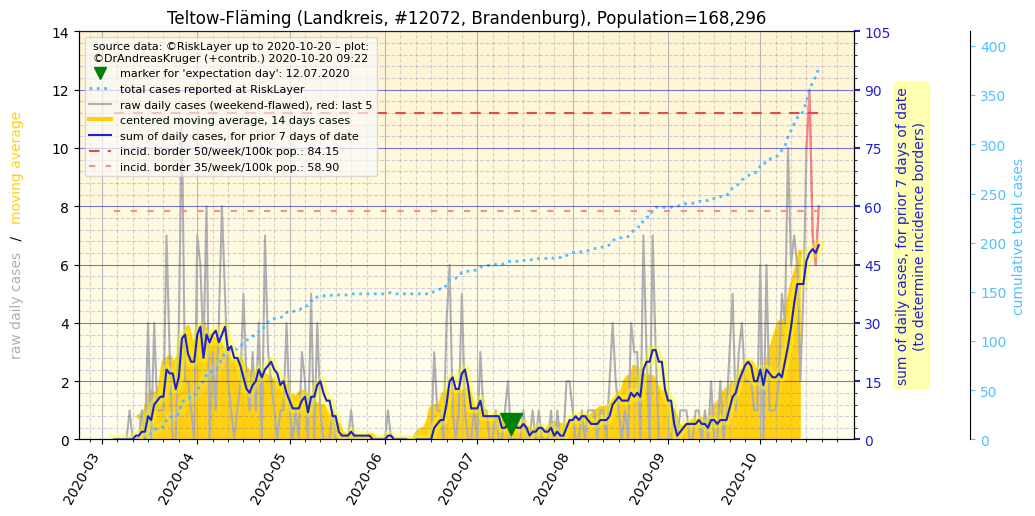 Teltow-Fläming (Landkreis, #12072, Brandenburg), Population=168,296
source data: ©RiskLayer up to 2020-10-20 – plot:
©DrAndreasKruger (+contrib.) 2020-10-20 09:22
marker for 'expectation day': 12.07.2020
total cases reported at RiskLayer
raw daily cases (weekend-flawed), red: last 5
centered moving average, 14 days cases
sum of daily cases, for prior 7 days of date
incid. border 50/week/100k pop.: 84.15
incid. border 35/week/100k pop.: 58.90
raw daily cases / moving average
14
12
10
8
6
4
2
0
2020-03
2020-04
2020-05
2020-06
2020-07
2020-08
2020-09
2020-10
105
90
75
60
45
30
15
0
sum of daily cases, for prior 7 days of date
(to determine incidence borders)
400
350
300
250
200
150
100
50
0
cumulative total cases